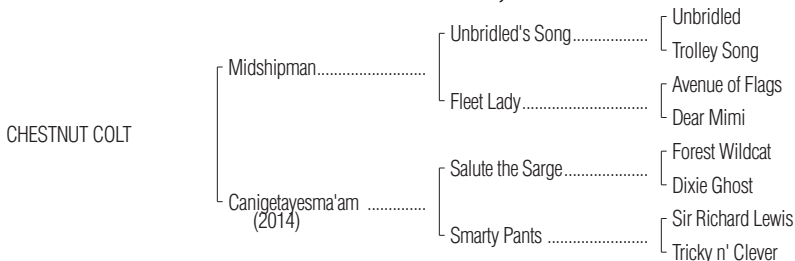 Unbridled
Unbridled's Song.................
Trolley Song
Midshipman..........................
Avenue of Flags
Fleet Lady.............................
Dear Mimi
CHESTNUT COLT
Forest Wildcat
Salute the Sarge...................
Dixie Ghost
Canigetayesma'am ..............
(2014)
Sir Richard Lewis
Smarty Pants .......................
Tricky n' Clever